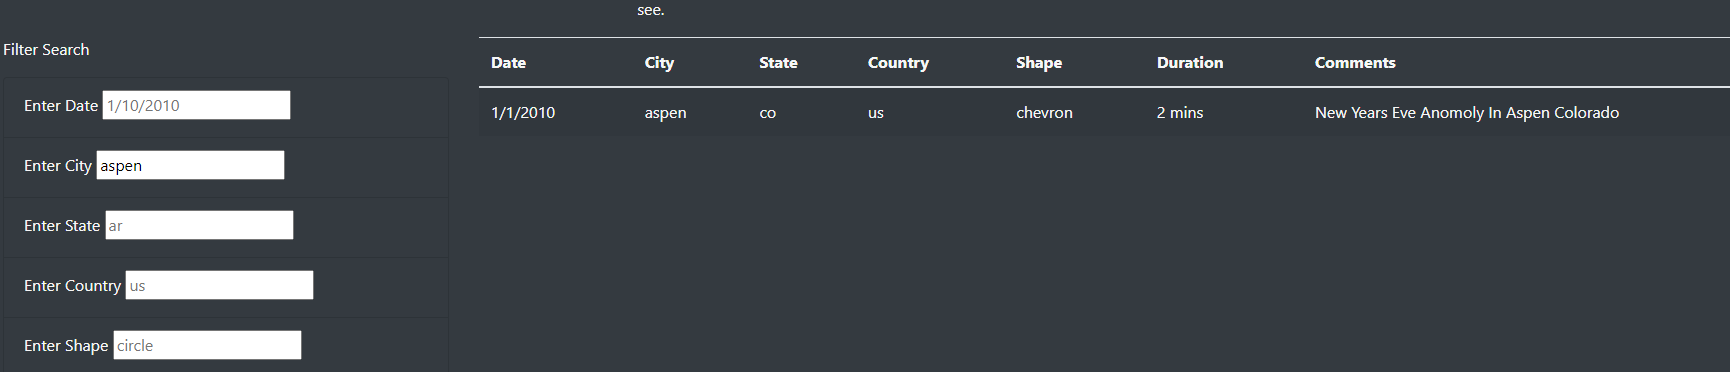 see.
Filter Search
Enter Date 1/10/2010
Enter City aspen
Enter State ar
Enter Country us
Enter Shape circle
Date City State Country Shape Duration Comments
1/1/2010 aspen co us chevron 2 mins New Years Eve Anomoly In Aspen Colorado